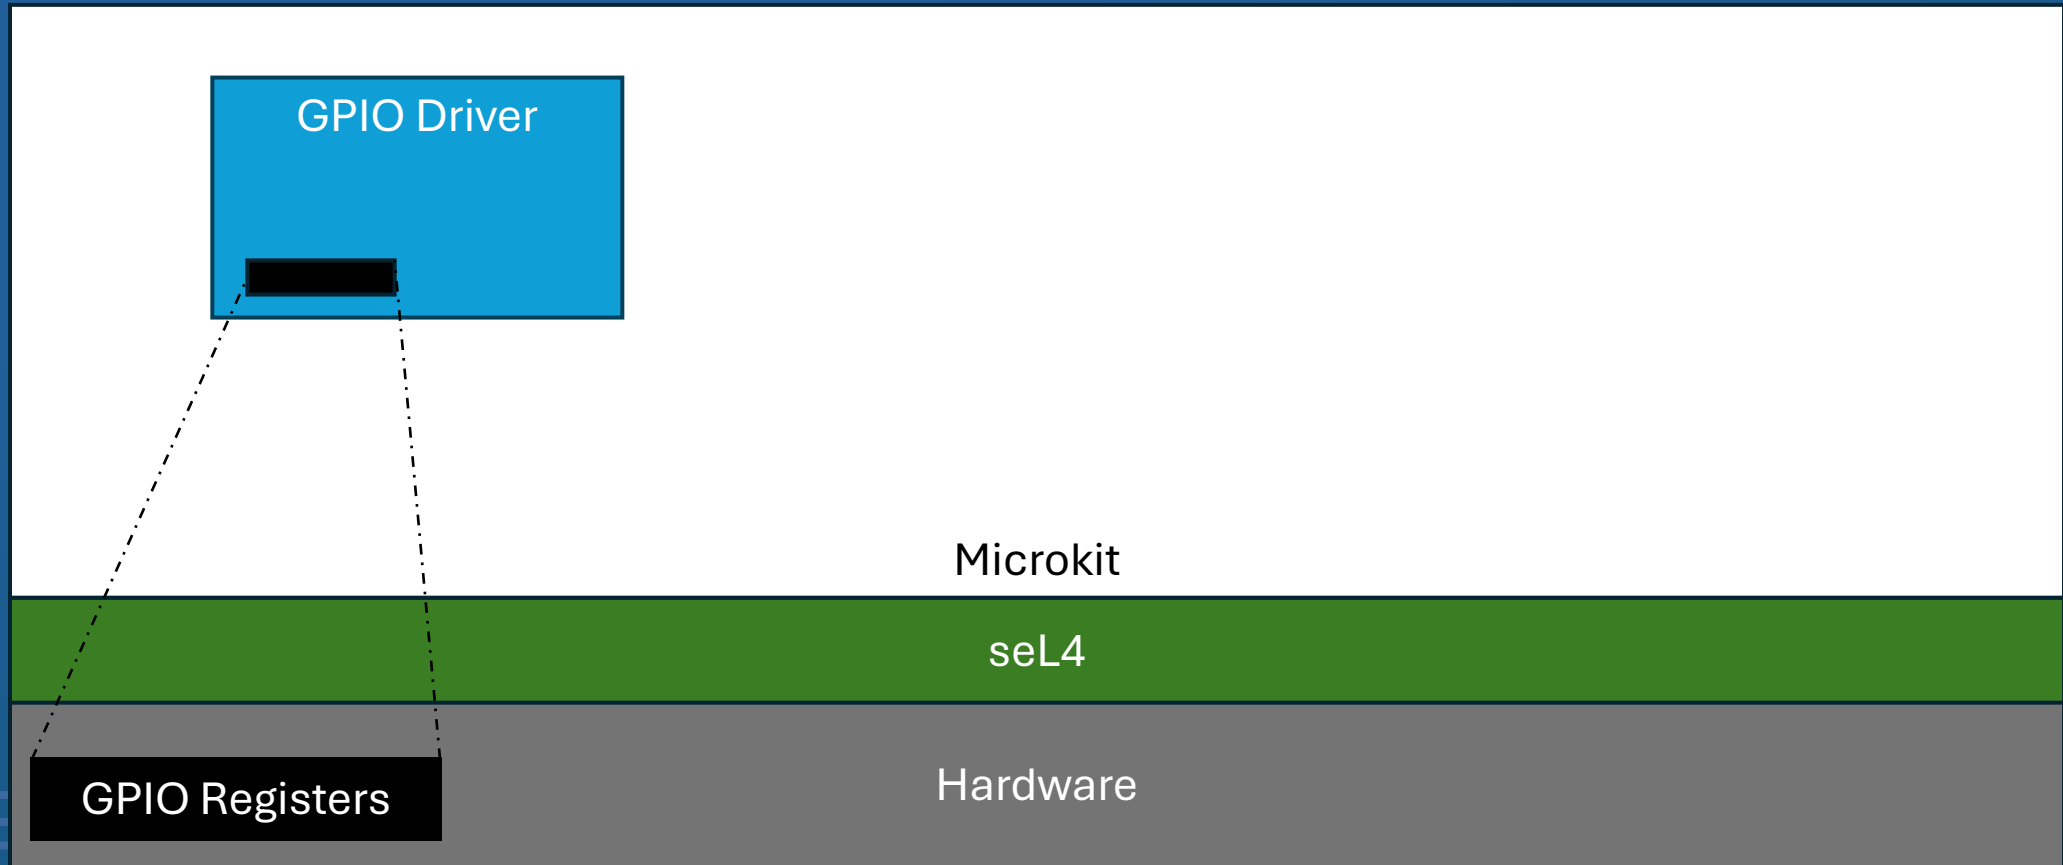 GPIO Driver
Microkit
seL4
Hardware
GPIO Registers